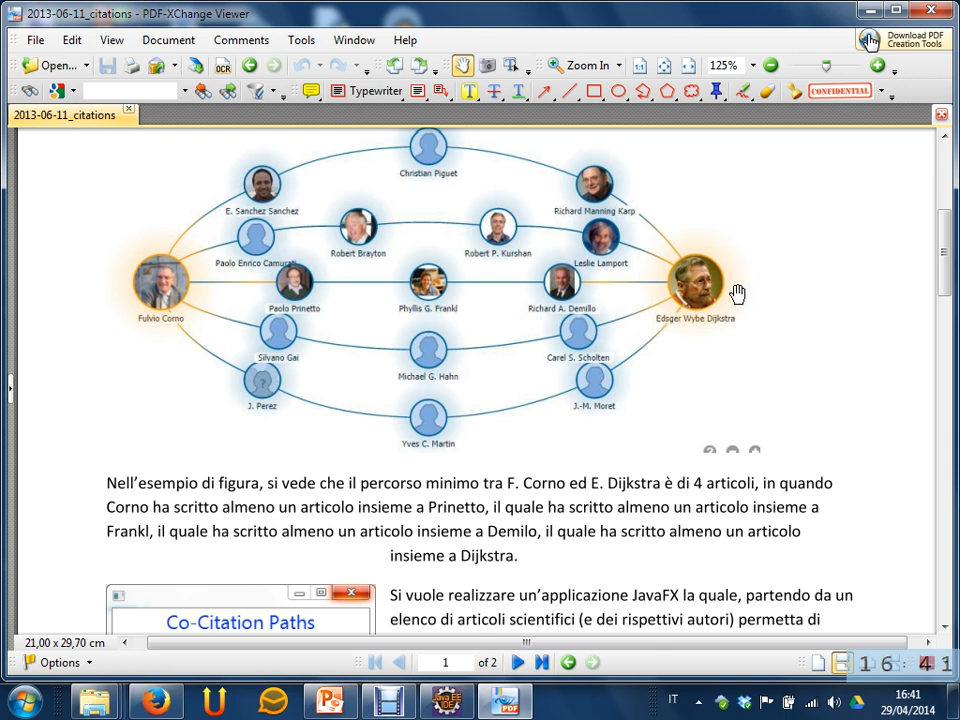 2013-06-11_citations - PDF-XChange Viewer
File Edit View Document Comments Tools Window Help
Download PDF
Creation Tools
Open...
OCR
Zoom In
125%
Typewriter
CONFIDENTIAL
2013-06-11_citations
Christian Piguet
E. Sanchez Sanchez
Richard Manning Karp
Robert Brayton
Robert P. Kurshan
Paolo Enrico Camurati
Leslie Lamport
Paolo Prinetto
Phyllis G. Frankl
Richard A. Demillo
Fulvio Corno
Edsger Wybe Dijkstra
Silvano Gai
Carel S. Scholten
Michael G. Hahn
J. Perez
J.-M. Moret
Yves C. Martin
Nell’esempio di figura, si vede che il percorso minimo tra F. Corno ed E. Dijkstra è di 4 articoli, in quando
Corno ha scritto almeno un articolo insieme a Prinetto, il quale ha scritto almeno un articolo insieme a
Frankl, il quale ha scritto almeno un articolo insieme a Demilo, il quale ha scritto almeno un articolo
insieme a Dijkstra.
Si vuole realizzare un’applicazione JavaFX la quale, partendo da un
Co-Citation Paths
elenco di articoli scientifici (e dei rispettivi autori) permetta di
21,00 x 29,70 cm
Options
1 of 2
16:41
Java EE
IDE
PDF
IT
16:41
29/04/2014